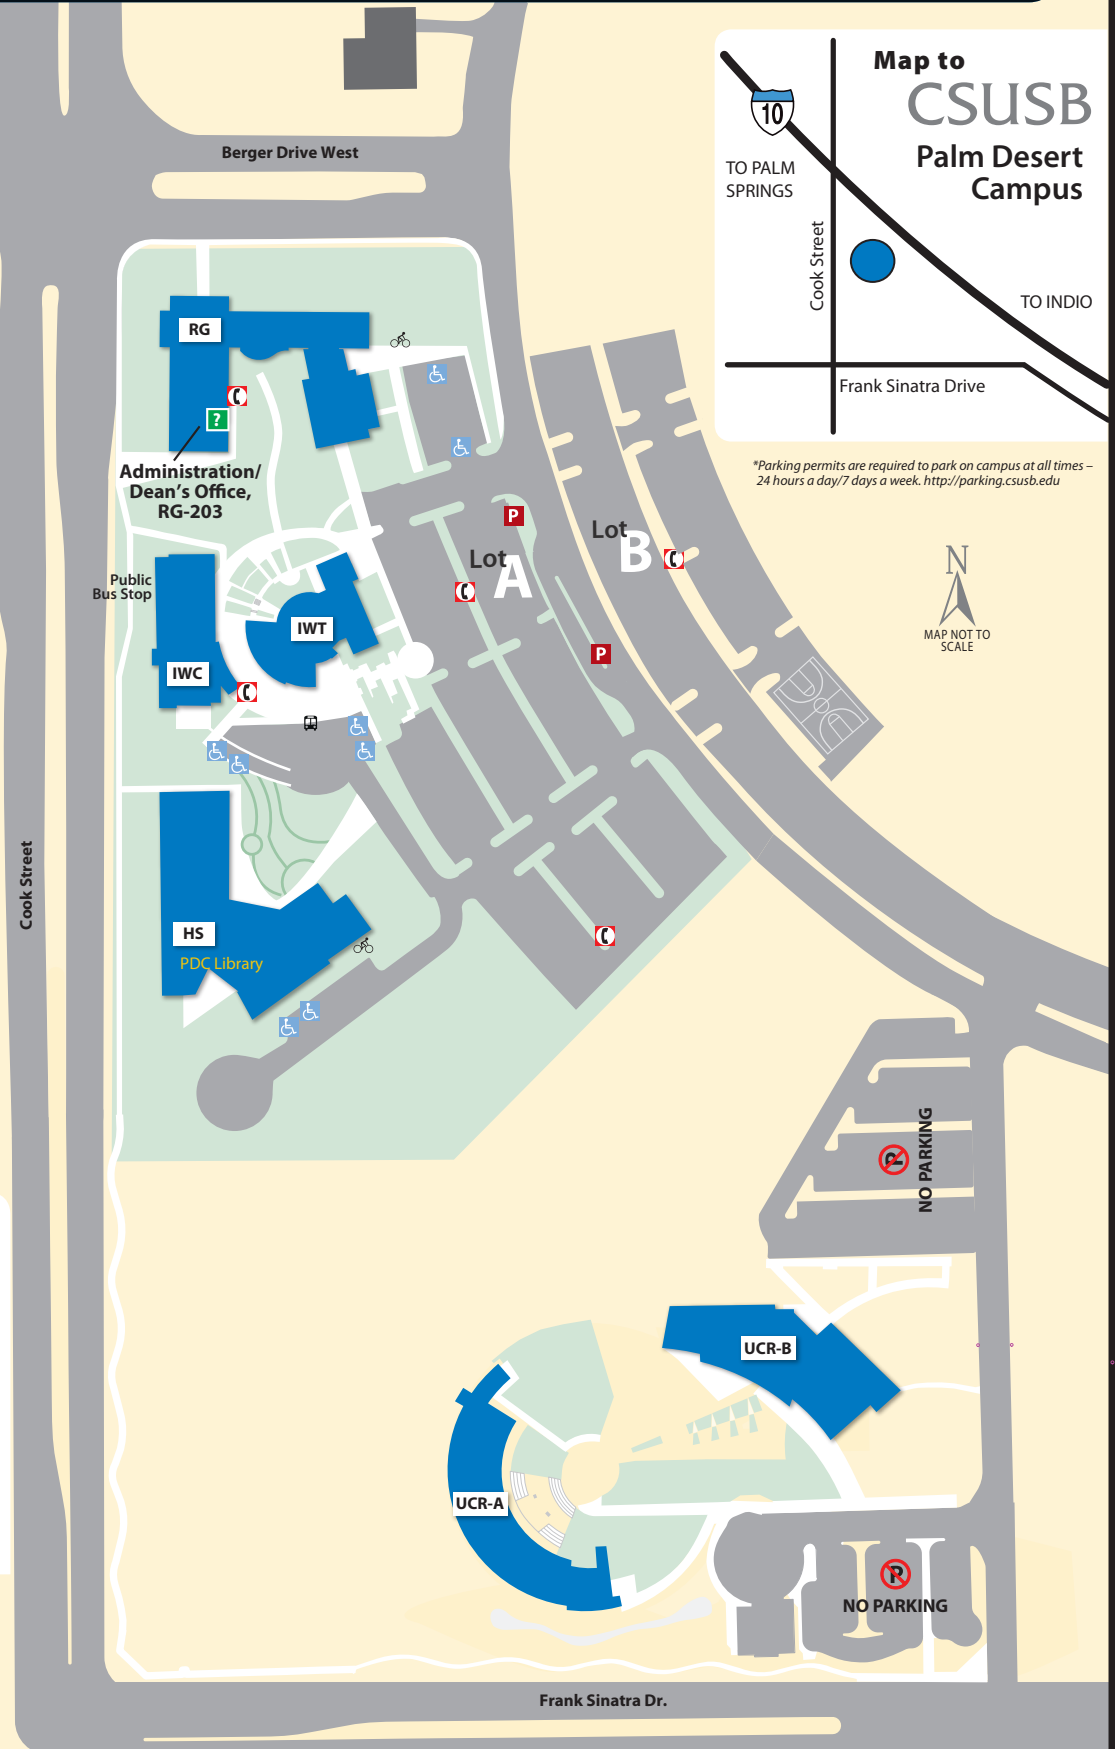 Berger Drive West
Map to
CSUSB
Palm Desert
Campus
10
TO PALM
SPRINGS
Cook Street
TO INDIO
Frank Sinatra Drive
*Parking permits are required to park on campus at all times –
24 hours a day/7 days a week. http://parking.csusb.edu
RG
?
Administration/
Dean's Office,
RG-203
P
Lot
A
Lot
B
N
MAP NOT TO
SCALE
Public
Bus Stop
IWT
IWC
P
Cook Street
HS
PDC Library
P
NO PARKING
UCR-B
UCR-A
P
NO PARKING
Frank Sinatra Dr.